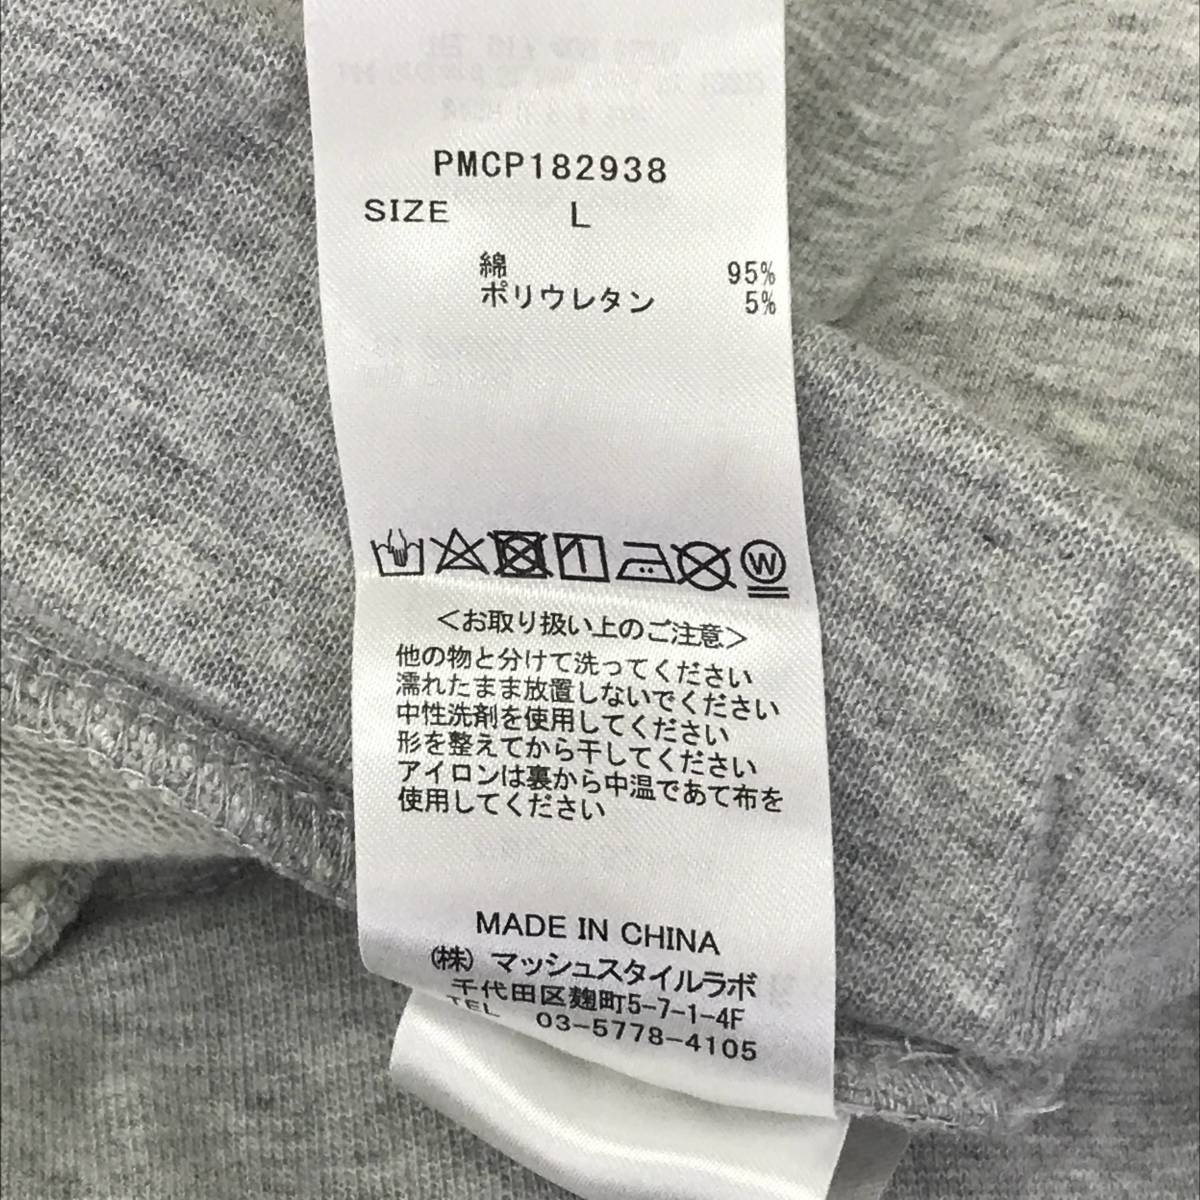 PMCP182938
SIZE L
綿 95%
ポリウレタン 5%
W
<お取り扱い上のご注意>
他の物と分けて洗ってください
濡れたまま放置しないでください
中性洗剤を使用してください
形を整えてから干してください
アイロンは裏から中温であて布を
使用してください
MADE IN CHINA
(株) マッシュスタイルラボ
千代田区麹町5-7-1-4F
TEL 03-5778-4105